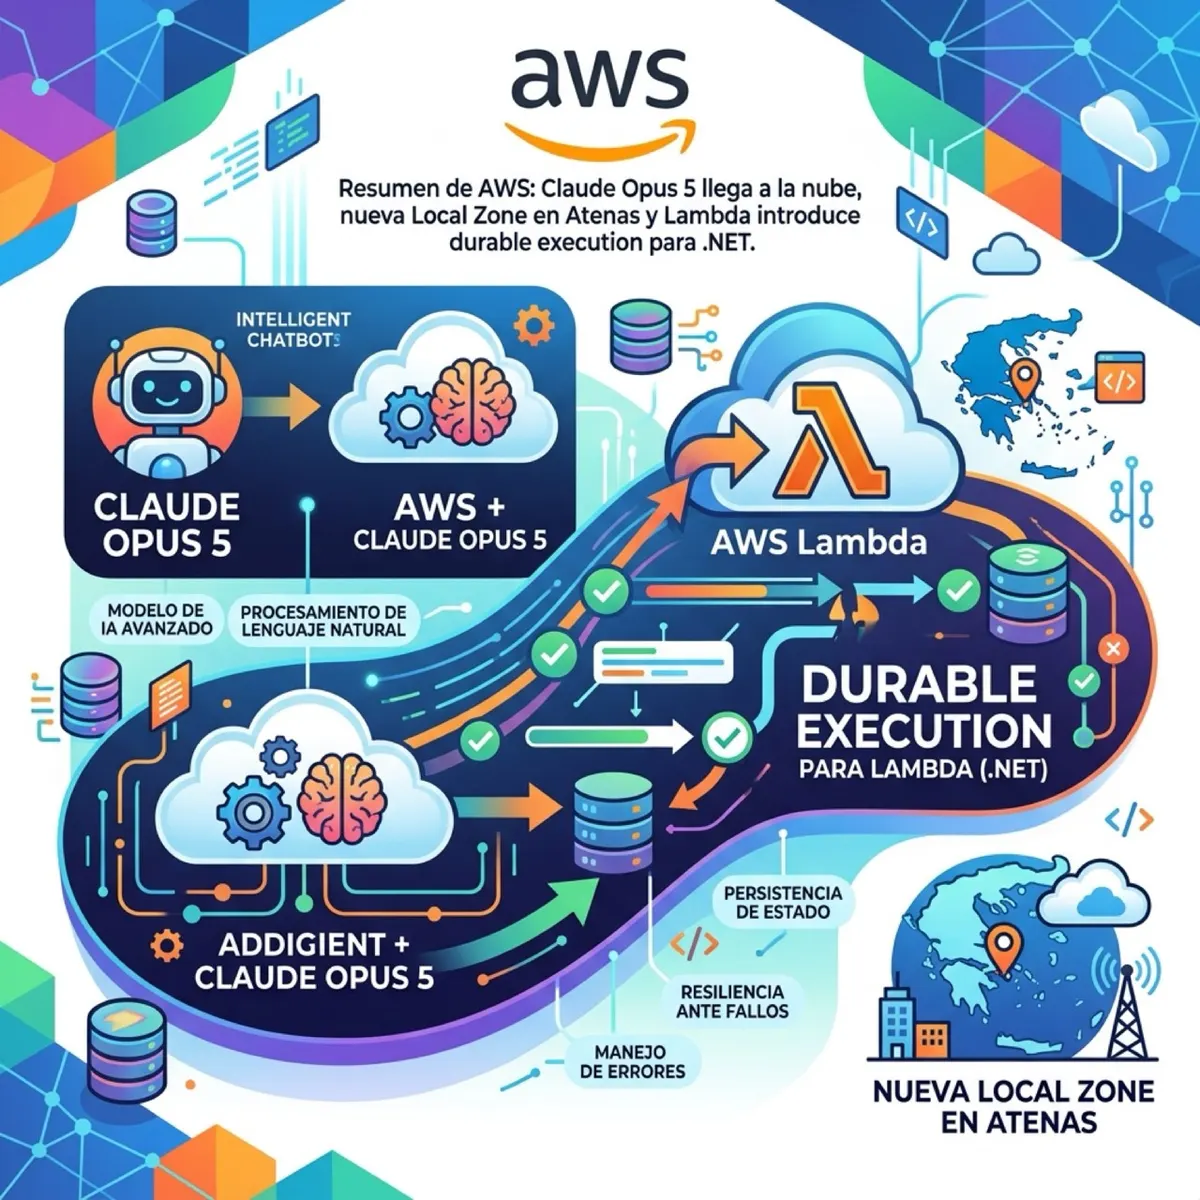 aws
Resumen de AWS: Claude Opus 5 llega a la nube,
nueva Local Zone en Atenas y Lambda introduce
durable execution para .NET.
INTELLIGENT
CHATBOT
CLAUDE
OPUS 5
AWS +
CLAUDE OPUS 5
</>
</>
AWS Lambda
MODELO DE
IA AVANZADO
PROCESAMIENTO DE
LENGUAJE NATURAL
DURABLE
EXECUTION
PARA LAMBDA (.NET)
</>
ADDIGIENT +
CLAUDE OPUS 5
PERSISTENCIA
DE ESTADO
</>
RESILIENCIA
ANTE FALLOS
MANEJO
DE ERRORES
NUEVA LOCAL ZONE
EN ATENAS